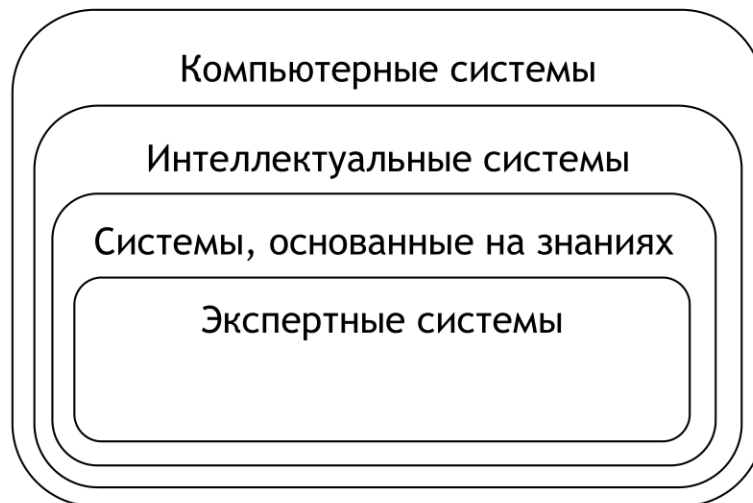 Компьютерные системы
Интеллектуальные системы
Системы, основанные на знаниях
Экспертные системы